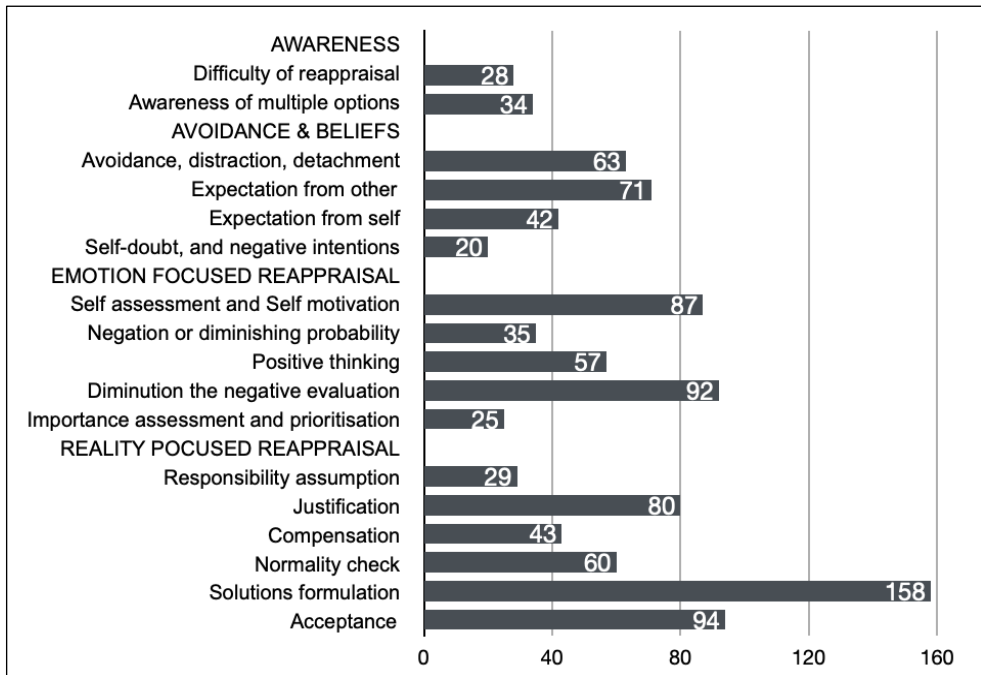 AWARENESS
Difficulty of reappraisal 28
Awareness of multiple options 34
AVOIDANCE & BELIEFS
Avoidance, distraction, detachment 63
Expectation from other 71
Expectation from self 42
Self-doubt, and negative intentions 20
EMOTION FOCUSED REAPPRAISAL
Self assessment and Self motivation 87
Negation or diminishing probability 35
Positive thinking 57
Diminution the negative evaluation 92
Importance assessment and prioritisation 25
REALITY POCUSED REAPPRAISAL
Responsibility assumption 29
Justification 80
Compensation 43
Normality check 60
Solutions formulation 158
Acceptance 94
0 40 80 120 160